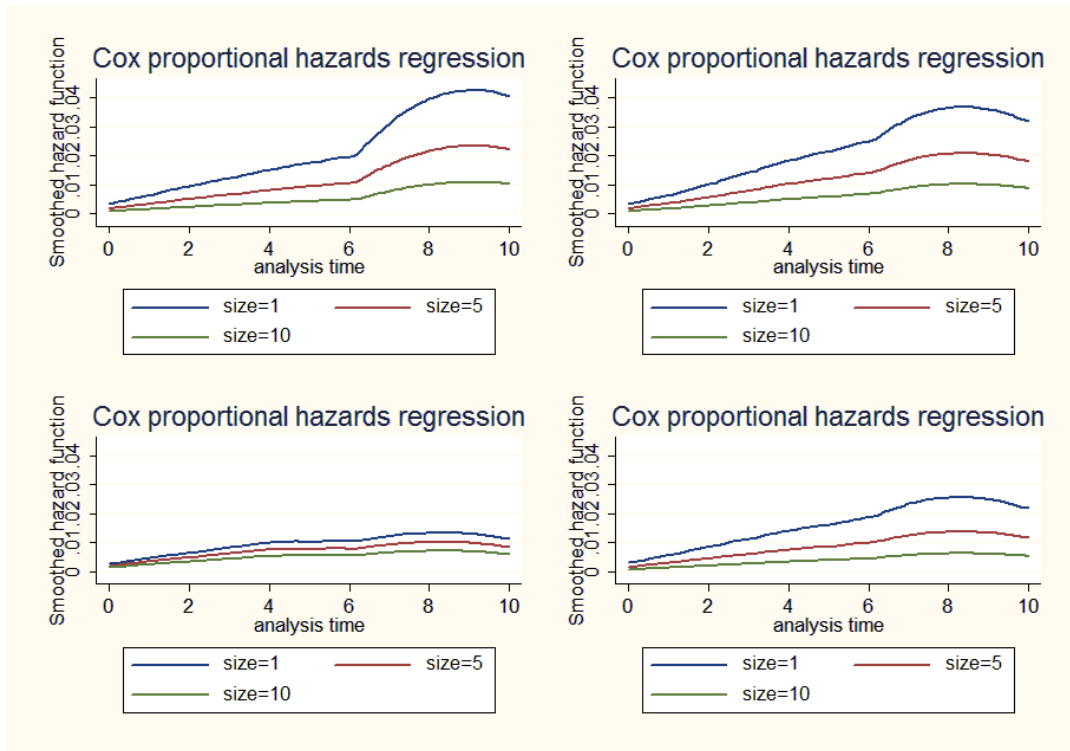 Cox proportional hazards regression
Smoothed hazard function
0 .01 .02 .03 .04
0 2 4 6 8 10
analysis time
size=1 size=5
size=10
Cox proportional hazards regression
Smoothed hazard function
0 .01 .02 .03 .04
0 2 4 6 8 10
analysis time
size=1 size=5
size=10
Cox proportional hazards regression
Smoothed hazard function
0 .01 .02 .03 .04
0 2 4 6 8 10
analysis time
size=1 size=5
size=10
Cox proportional hazards regression
Smoothed hazard function
0 .01 .02 .03 .04
0 2 4 6 8 10
analysis time
size=1 size=5
size=10